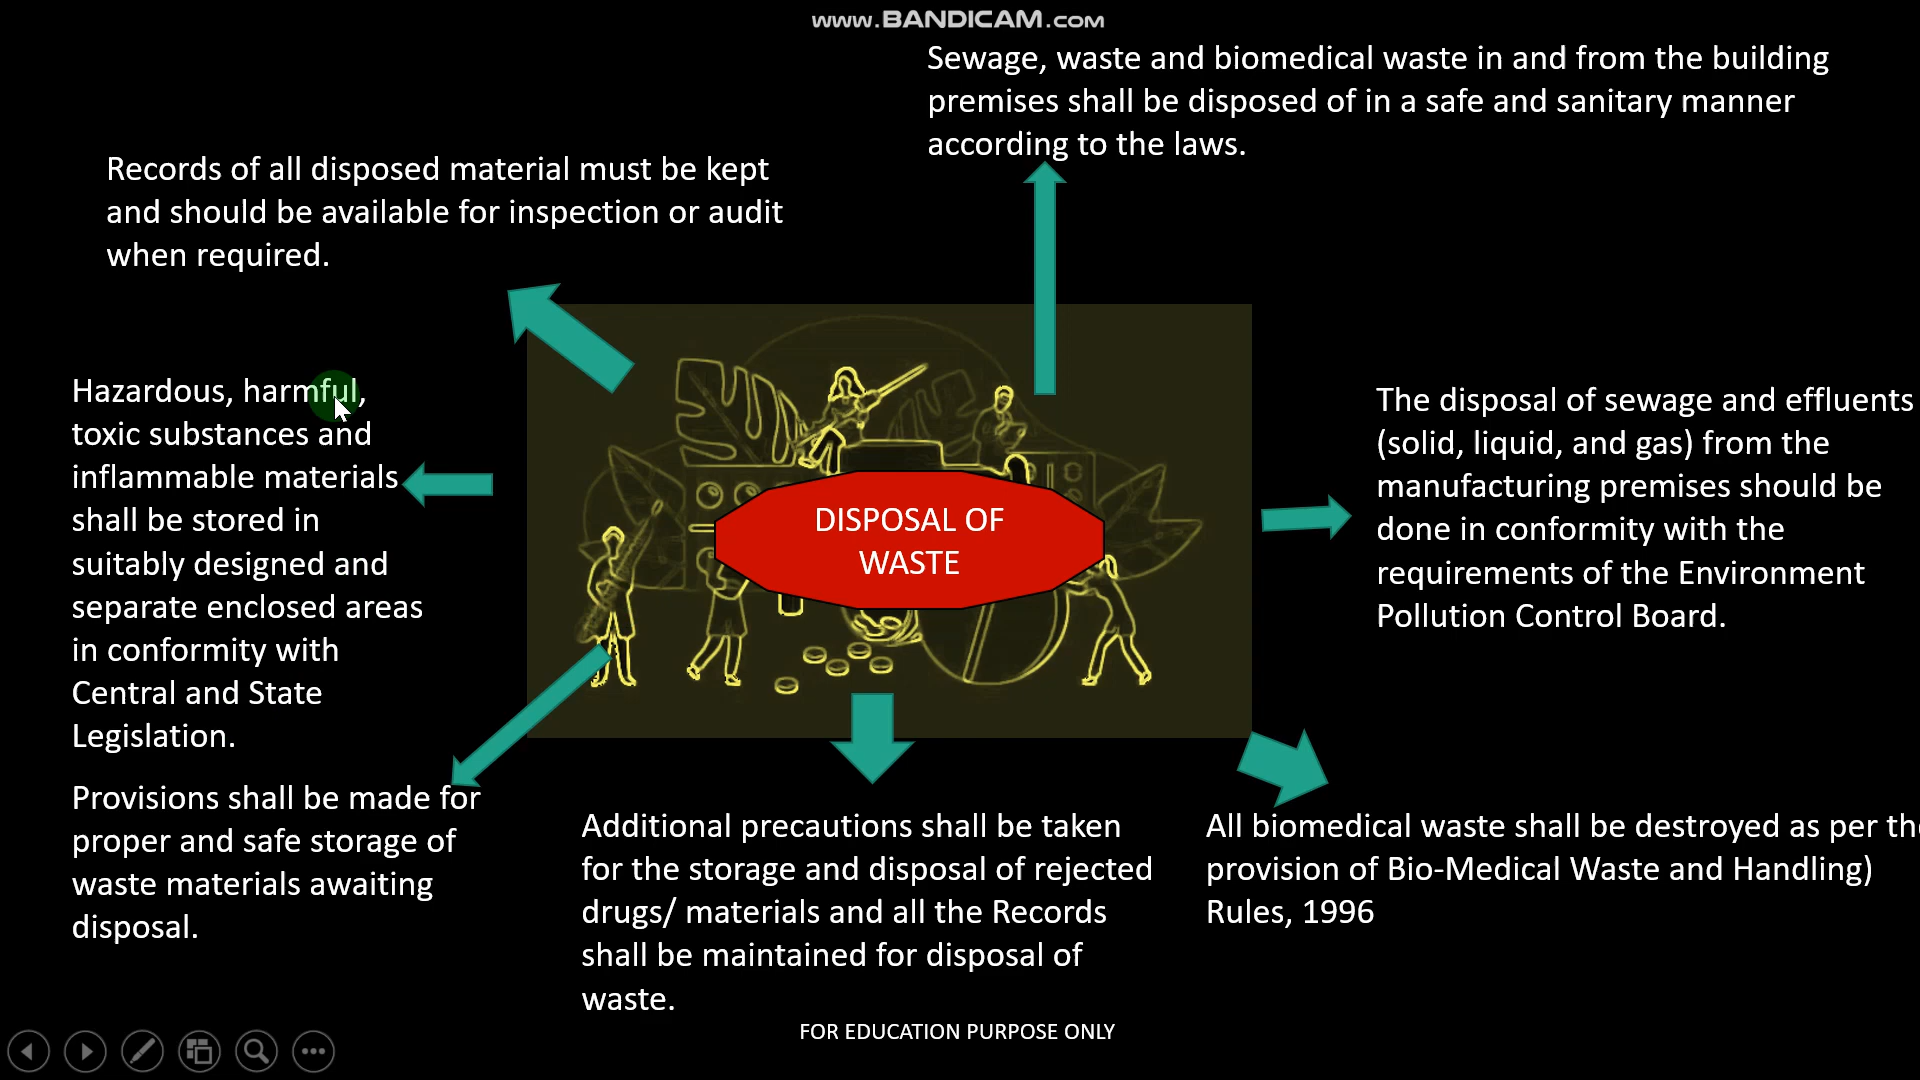 www.BANDICAM.com
Sewage, waste and biomedical waste in and from the building
premises shall be disposed of in a safe and sanitary manner
according to the laws.
Records of all disposed material must be kept
and should be available for inspection or audit
when required.
Hazardous, harmful,
toxic substances and
inflammable materials
shall be stored in
suitably designed and
separate enclosed areas
in conformity with
Central and State
Legislation.
DISPOSAL OF
WASTE
The disposal of sewage and effluents
(solid, liquid, and gas) from the
manufacturing premises should be
done in conformity with the
requirements of the Environment
Pollution Control Board.
Provisions shall be made for
proper and safe storage of
waste materials awaiting
disposal.
Additional precautions shall be taken
for the storage and disposal of rejected
drugs/ materials and all the Records
shall be maintained for disposal of
waste.
All biomedical waste shall be destroyed as per the
provision of Bio-Medical Waste and Handling)
Rules, 1996
FOR EDUCATION PURPOSE ONLY